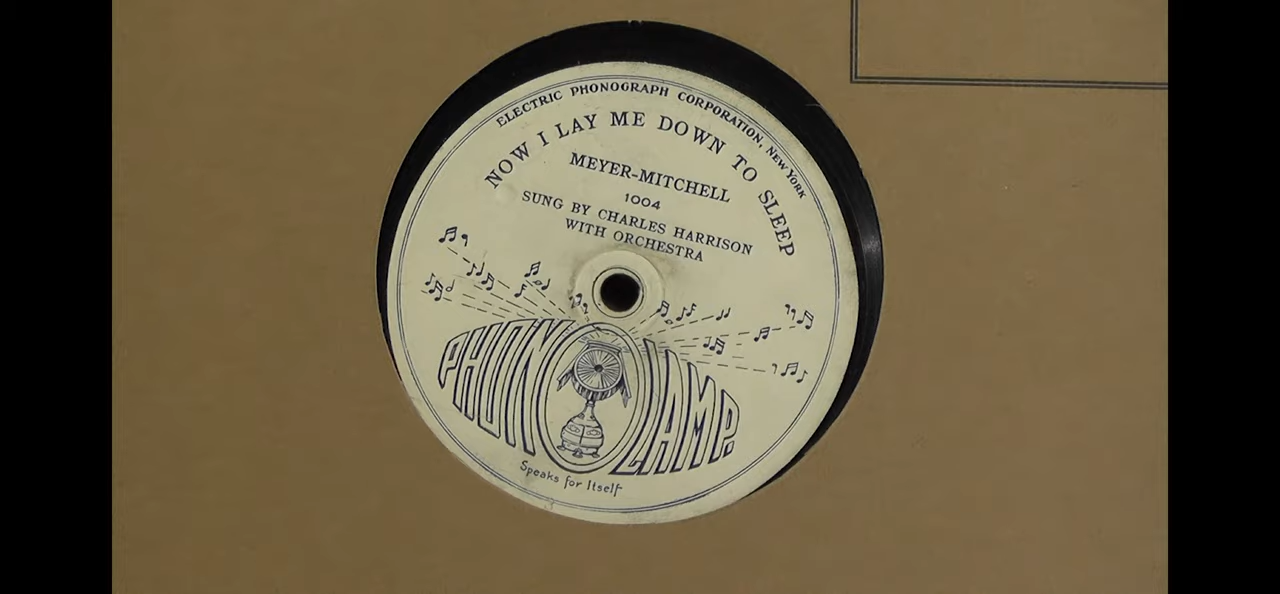 ELECTRIC PHONOGRAPH CORPORATION, NEW YORK
NOW I LAY ME DOWN TO SLEEP
MEYER-MITCHELL
1004
SUNG BY CHARLES HARRISON
WITH ORCHESTRA
PHONOLAMP.
Speaks for Itself